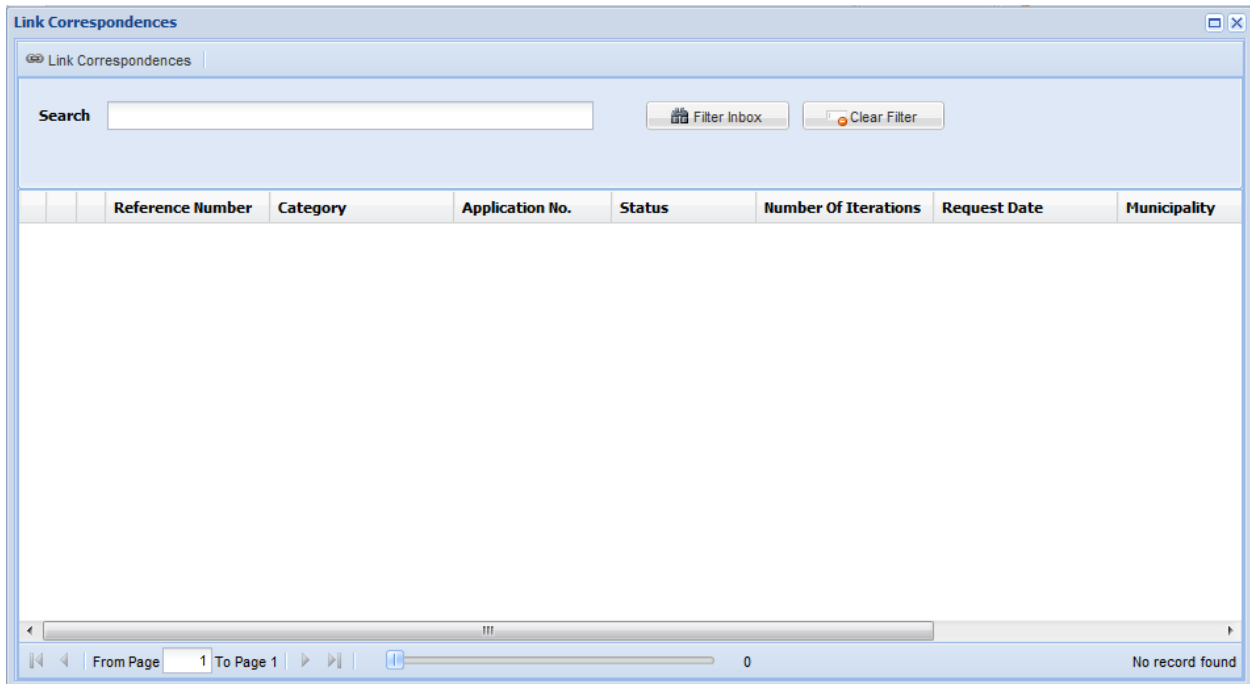 Link Correspondences
Link Correspondences
Search Filter Inbox Clear Filter
Reference Number Category Application No. Status Number Of Iterations Request Date Municipality
From Page 1 To Page 1 0 No record found